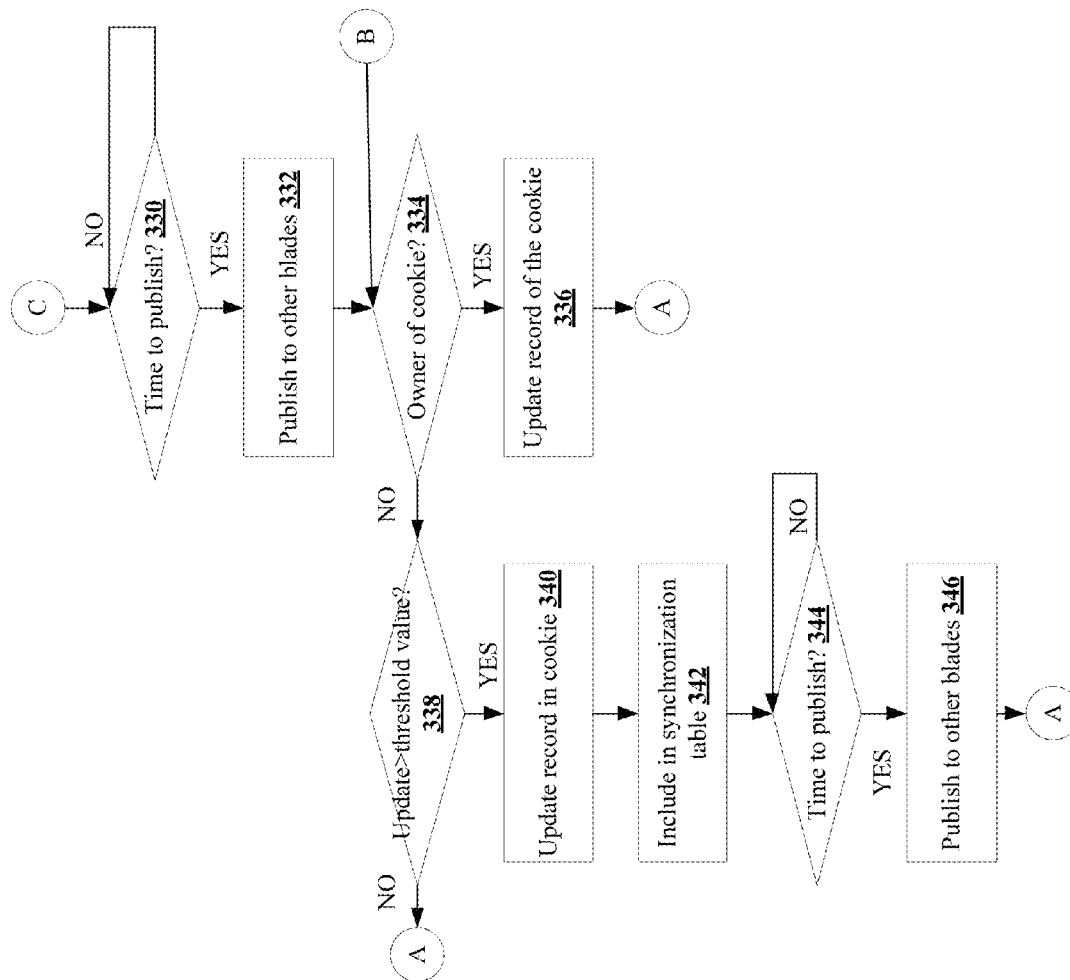 C
NO
Time to publish? 330
YES
Publish to other blades 332
B
Owner of cookie? 334
NO
YES
Update record of the cookie
336
A
Update>threshold value?
338
NO
A
YES
Update record in cookie 340
Include in synchronization
table 342
NO
Time to publish? 344
YES
Publish to other blades 346
A